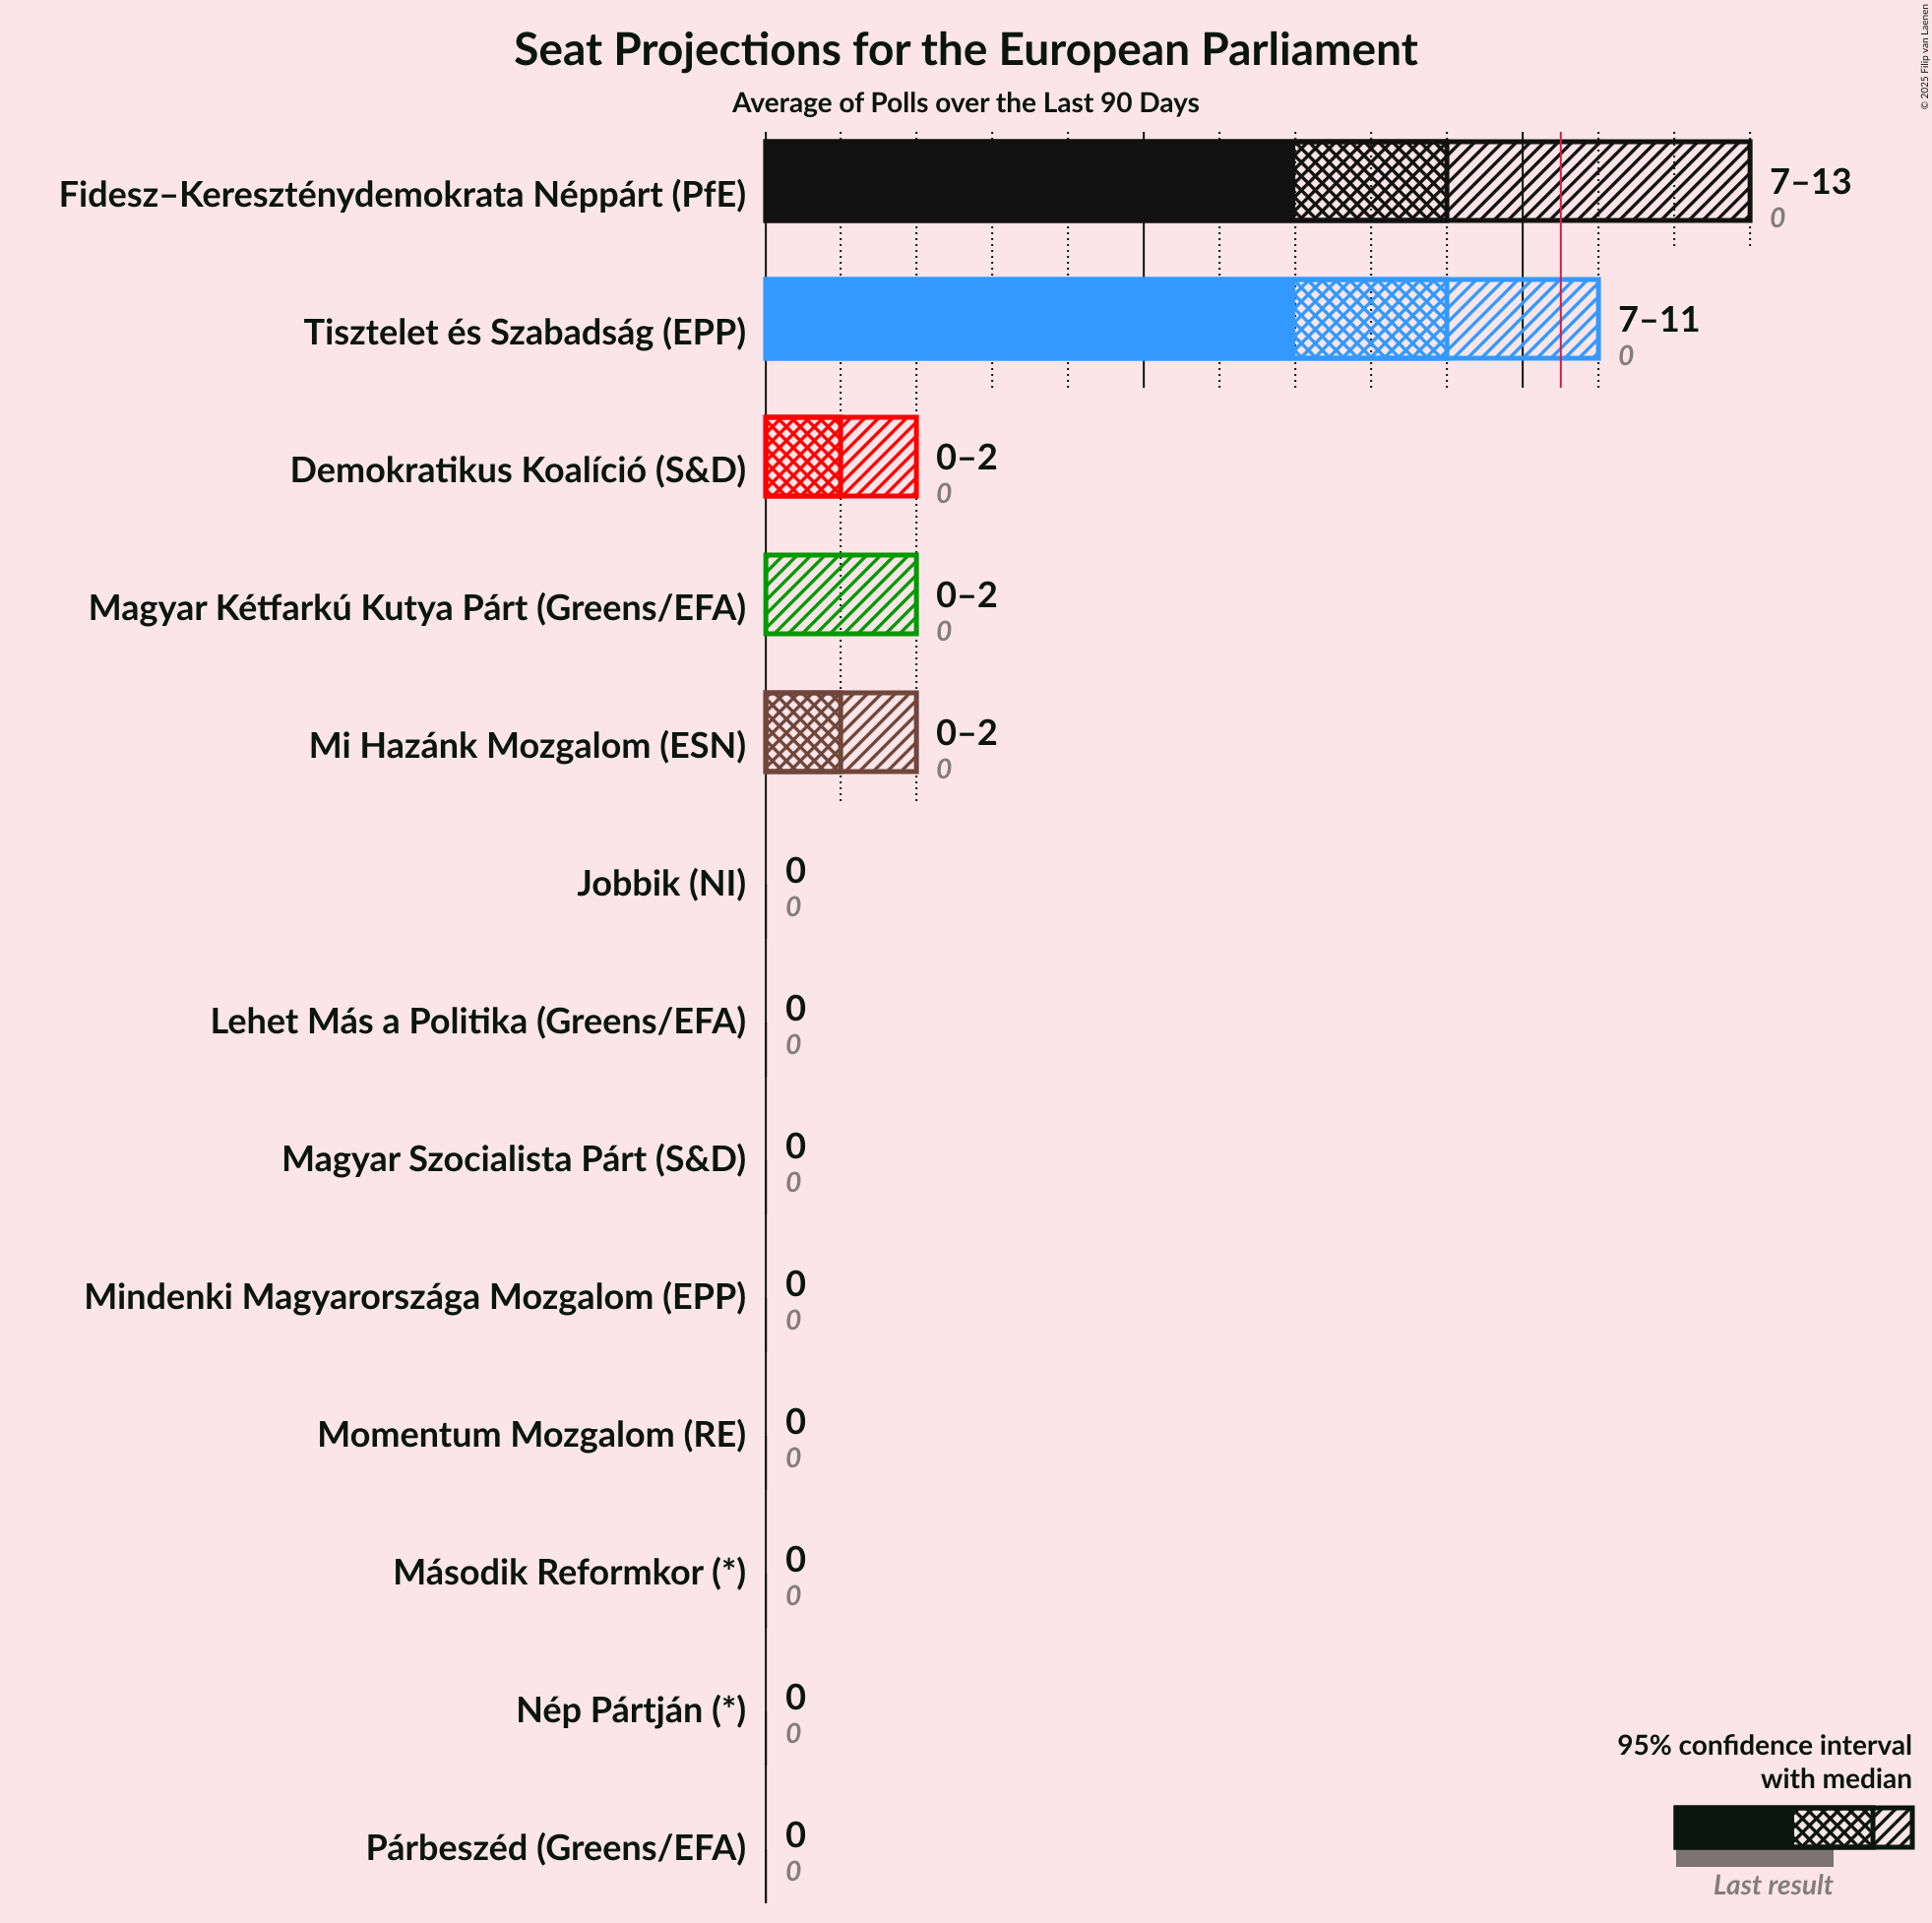 Seat Projections for the European Parliament
Average of Polls over the Last 90 Days
© 2025 Filip van Laenen
Fidesz–Kereszténydemokrata Néppárt (PfE)
7–13
0
Tisztelet és Szabadság (EPP)
7–11
0
Demokratikus Koalíció (S&D)
0–2
0
Magyar Kétfarkú Kutya Párt (Greens/EFA)
0–2
0
Mi Hazánk Mozgalom (ESN)
0–2
0
Jobbik (NI)
0
0
Lehet Más a Politika (Greens/EFA)
0
0
Magyar Szocialista Párt (S&D)
0
0
Mindenki Magyarországa Mozgalom (EPP)
0
0
Momentum Mozgalom (RE)
0
0
Második Reformkor (*)
0
0
Nép Pártján (*)
0
0
Párbeszéd (Greens/EFA)
0
0
95% confidence interval
with median
Last result